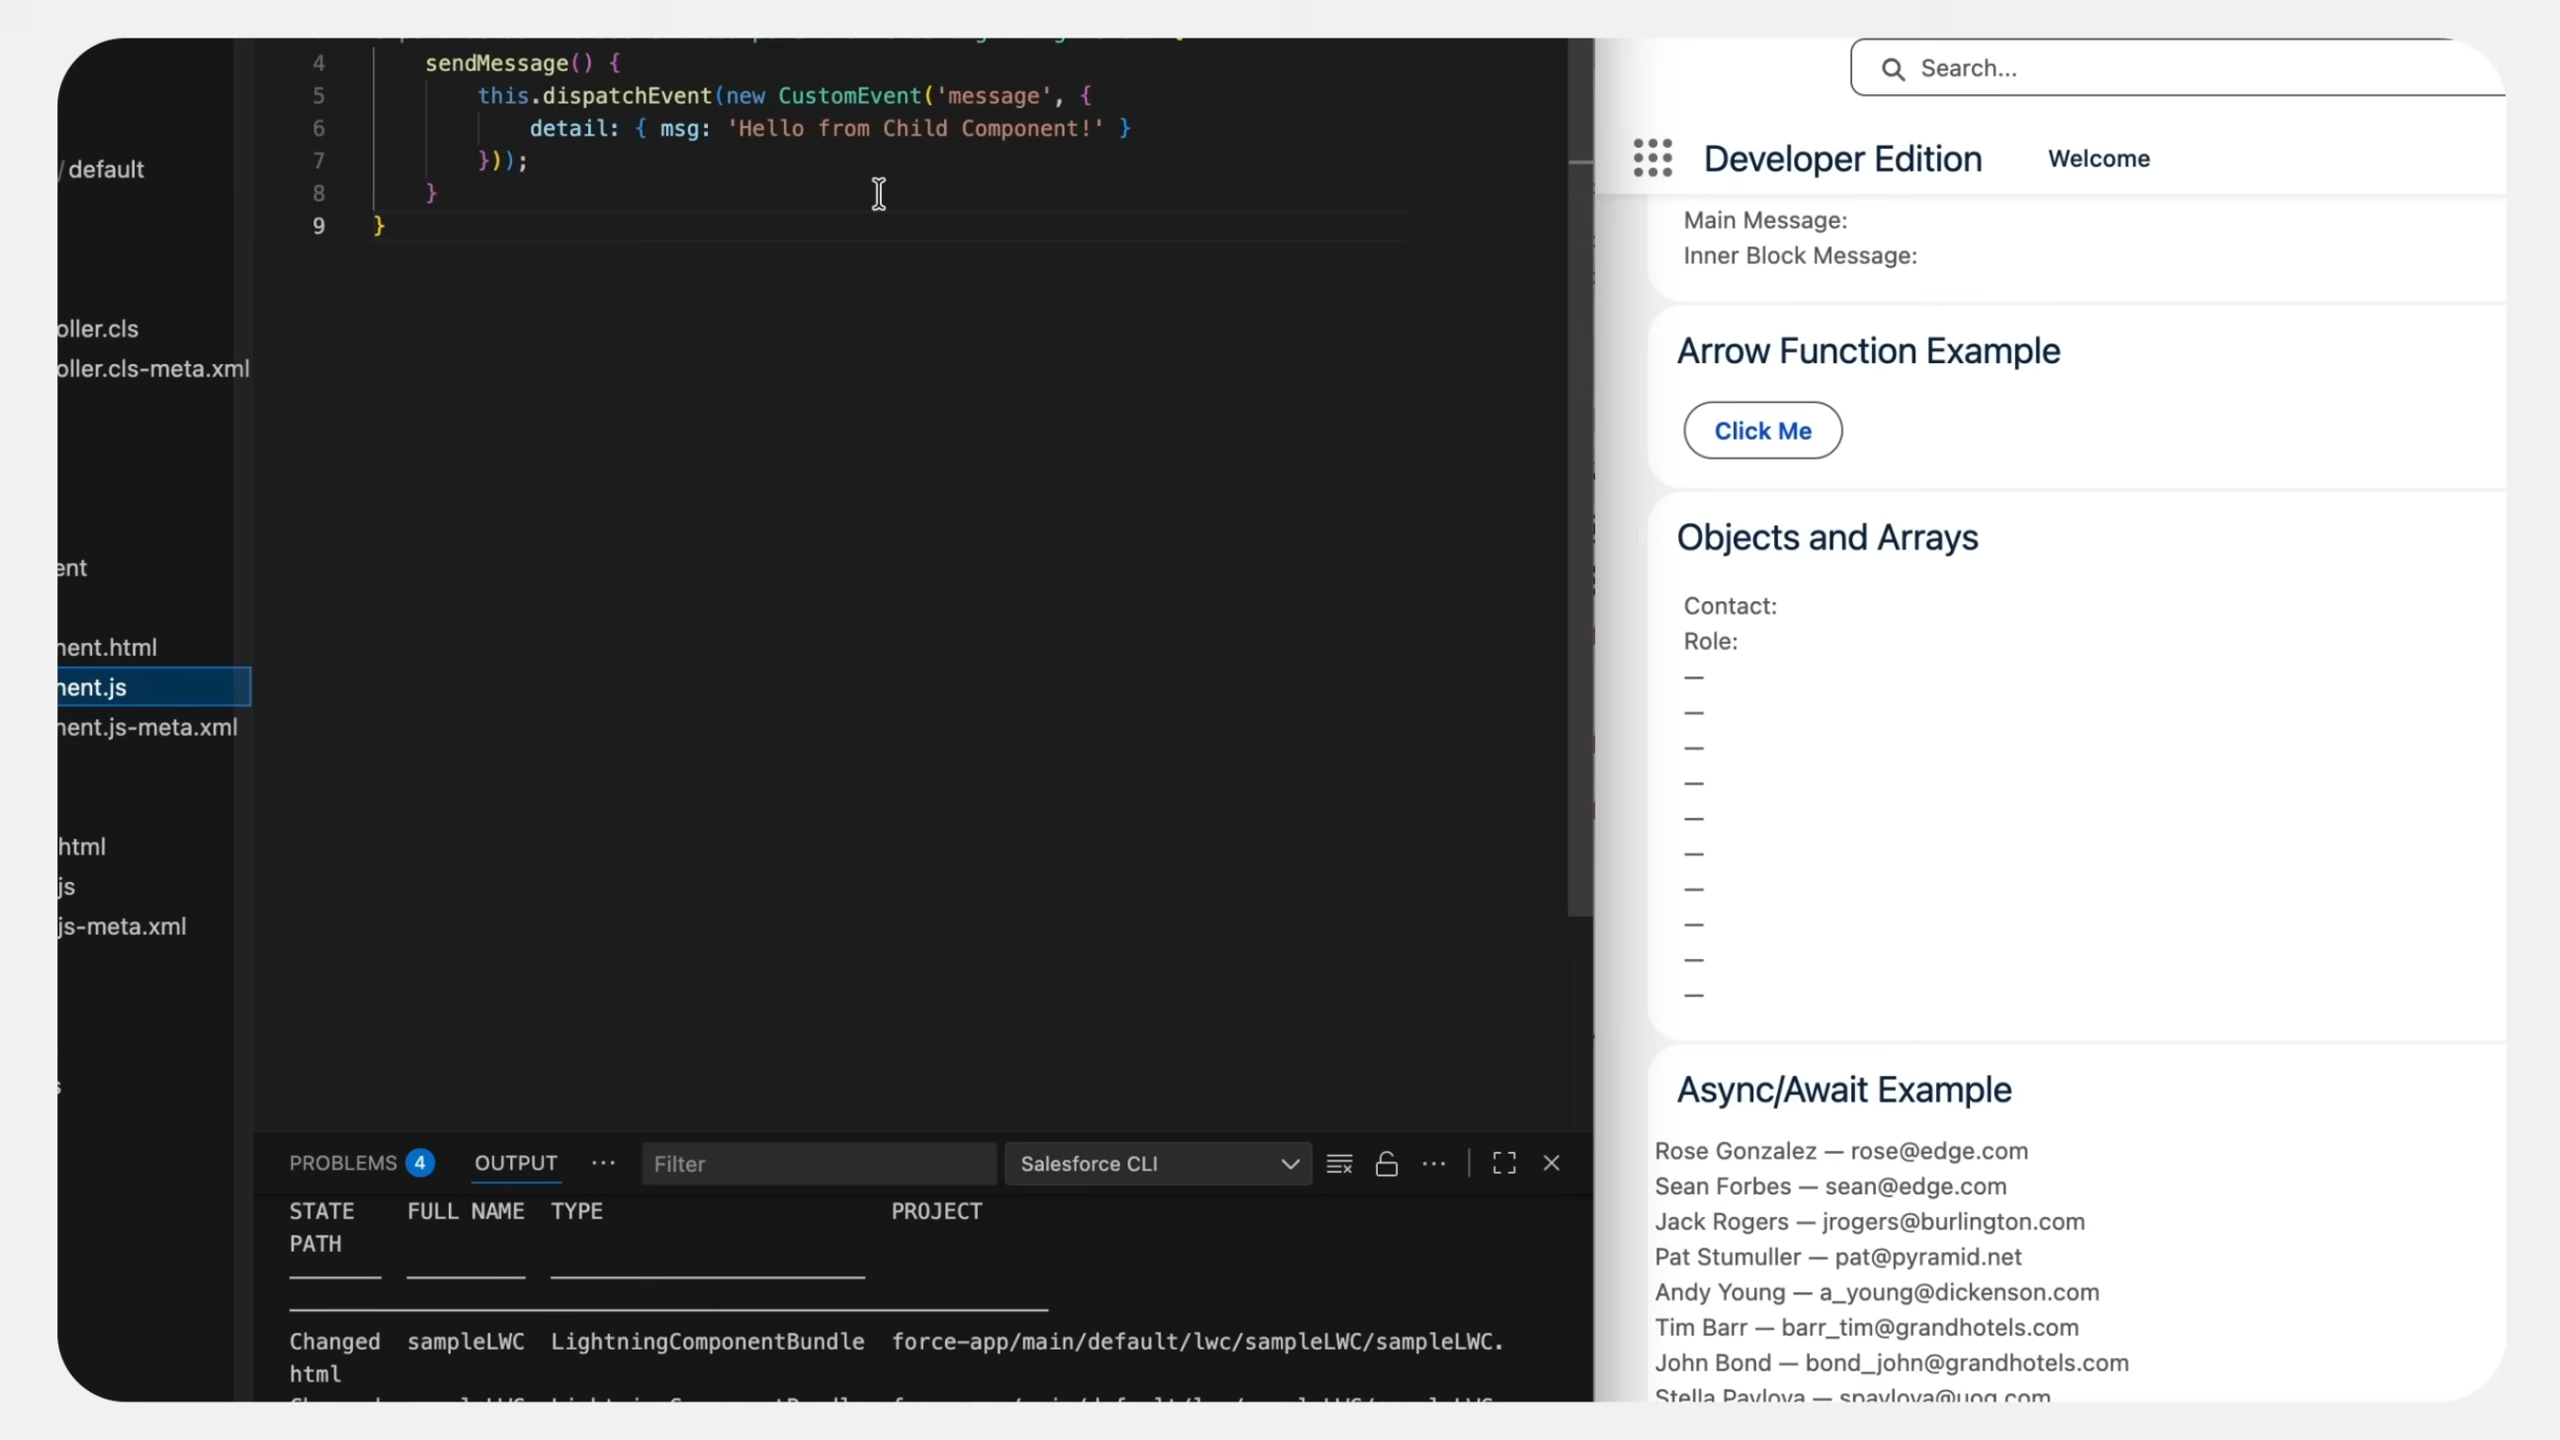 /default
oller.cls
oller.cls-meta.xml
ent
nent.html
nent.js
nent.js-meta.xml
html
js
js-meta.xml
4 sendMessage() {
5 this.dispatchEvent(new CustomEvent('message', {
6 detail: { msg: 'Hello from Child Component!' }
7 }));
8 }
9 }
PROBLEMS 4 OUTPUT ··· Filter Salesforce CLI ···
STATE FULL NAME TYPE PROJECT
PATH
Changed sampleLWC LightningComponentBundle force-app/main/default/lwc/sampleLWC/sampleLWC.
html
Search...
Developer Edition Welcome
Main Message:
Inner Block Message:
Arrow Function Example
Click Me
Objects and Arrays
Contact:
Role:
—
—
—
—
—
—
—
—
—
—
Async/Await Example
Rose Gonzalez — rose@edge.com
Sean Forbes — sean@edge.com
Jack Rogers — jrogers@burlington.com
Pat Stumuller — pat@pyramid.net
Andy Young — a_young@dickenson.com
Tim Barr — barr_tim@grandhotels.com
John Bond — bond_john@grandhotels.com
Stella Pavlova — spavlova@uog.com